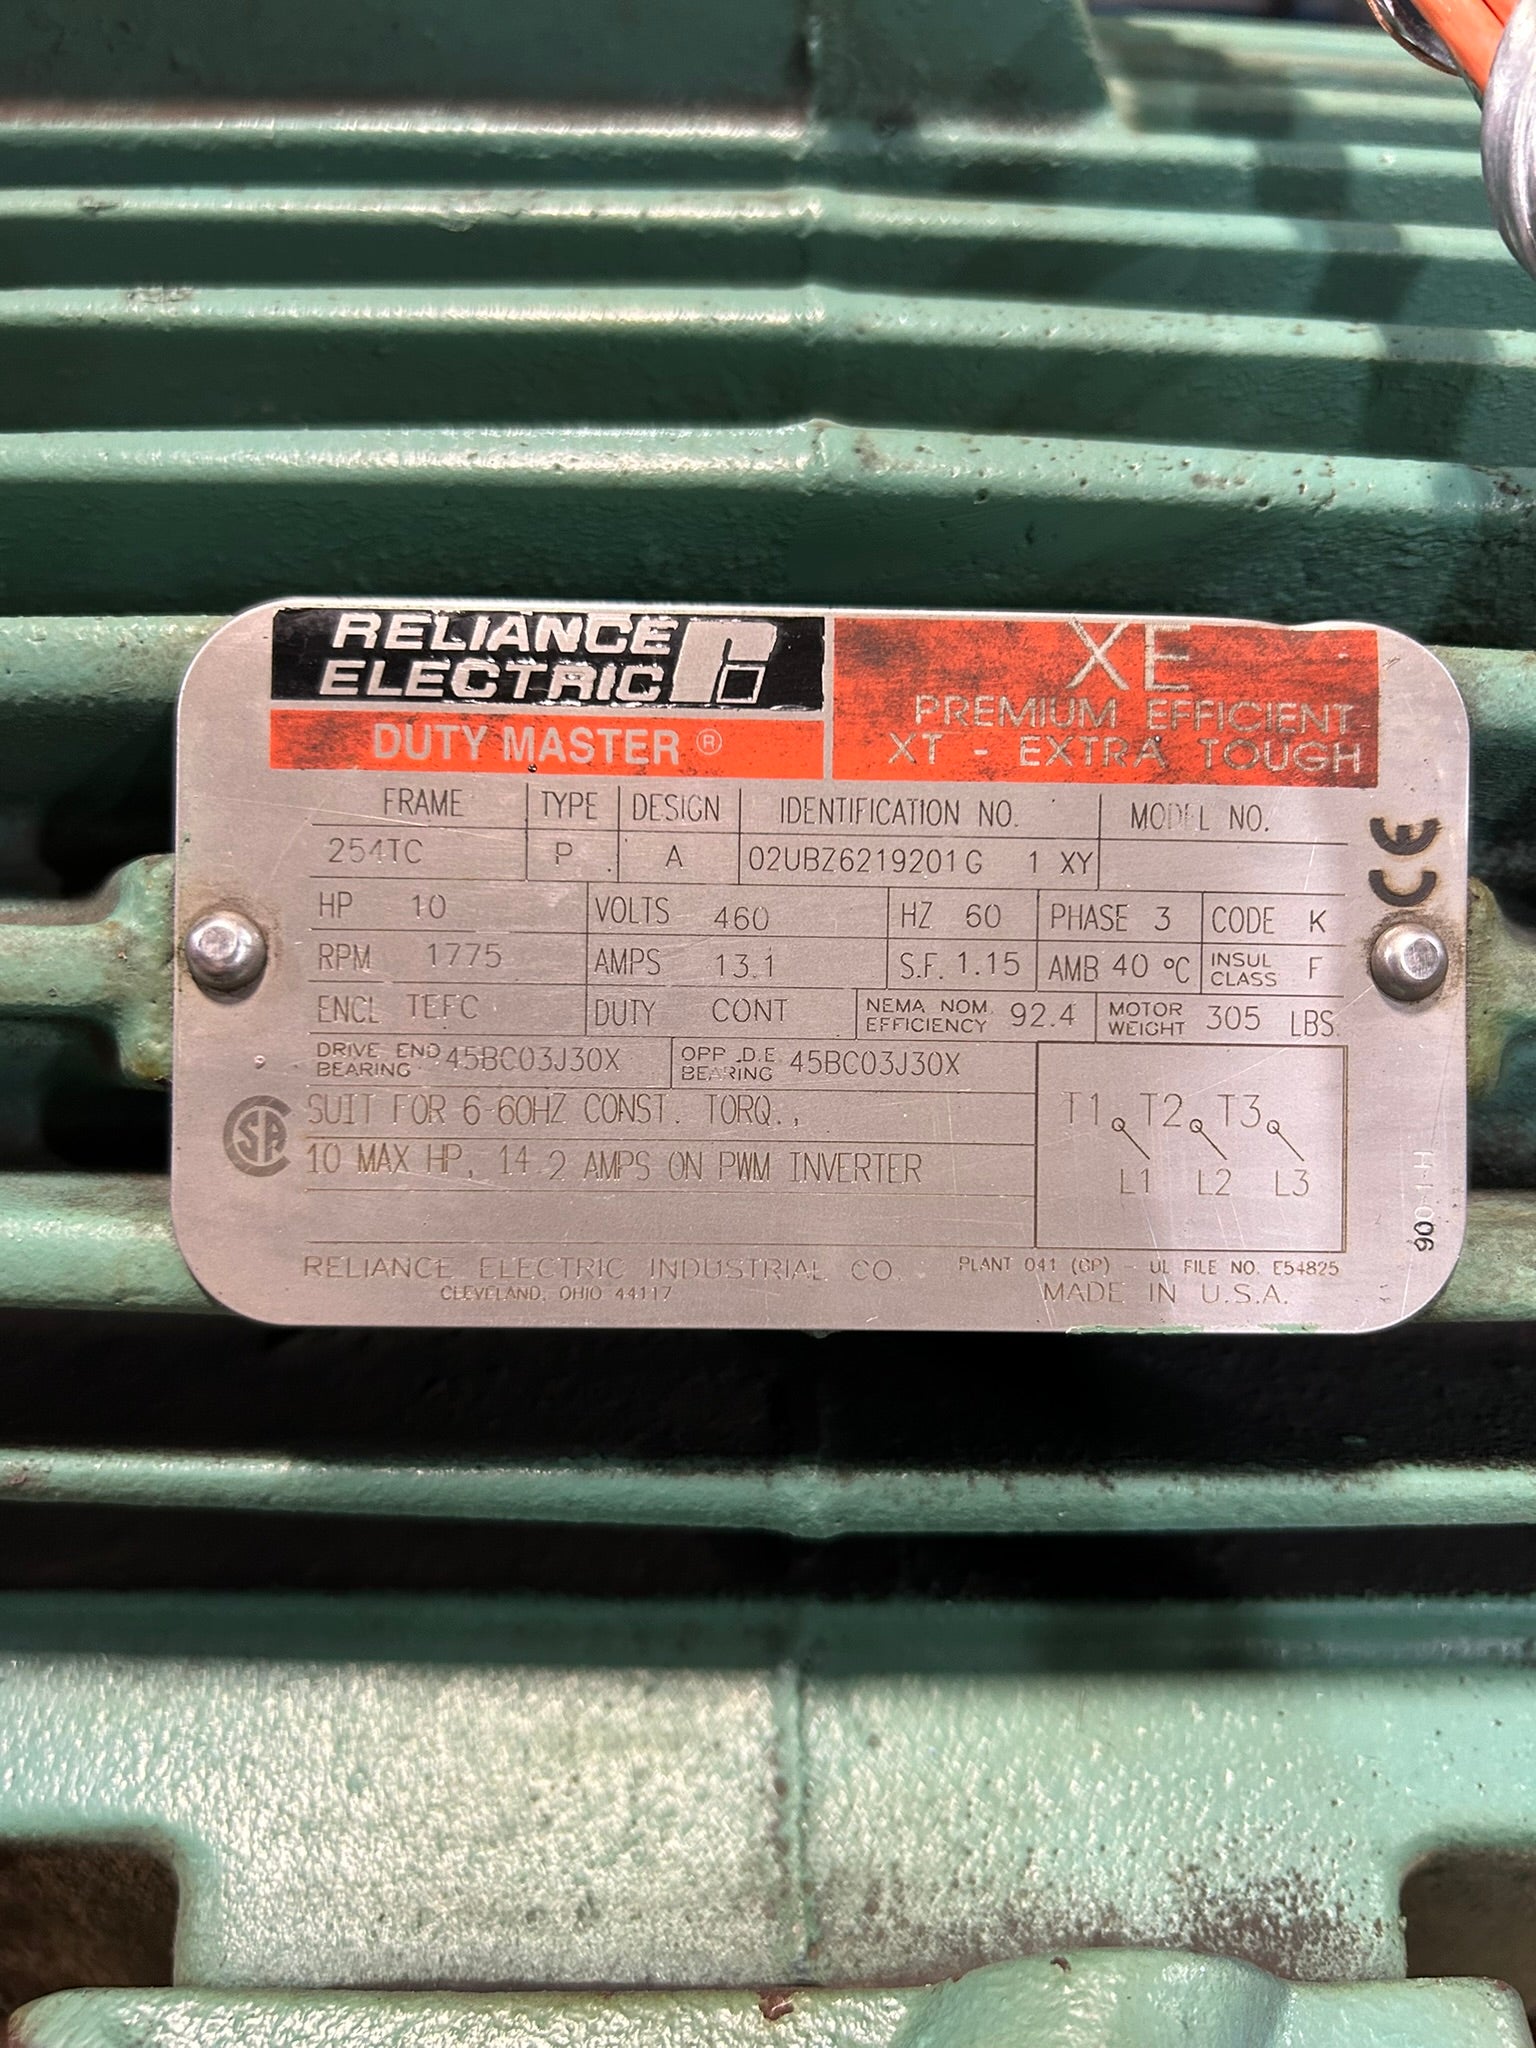 RELIANCE
ELECTRIC
DUTY MASTER ®
XE
PREMIUM EFFICIENT
XT - EXTRA TOUGH
FRAME TYPE DESIGN IDENTIFICATION NO. MODEL NO.
254TC P A 02UBZ6219201G 1 XY
HP 10 VOLTS 460 HZ 60 PHASE 3 CODE K
RPM 1775 AMPS 13.1 S.F. 1.15 AMB 40 °C INSUL CLASS F
ENCL TEFC DUTY CONT NEMA NOM. EFFICIENCY 92.4 MOTOR WEIGHT 305 LBS.
DRIVE END BEARING 45BC03J30X OPP .D.E. BEARING 45BC03J30X
SUIT FOR 6-60HZ CONST. TORQ.,
10 MAX HP, 14.2 AMPS ON PWM INVERTER
T1 T2 T3
L1 L2 L3
RELIANCE ELECTRIC INDUSTRIAL CO
CLEVELAND, OHIO 44117
PLANT 041 (GP) - UL FILE NO. E54825
MADE IN U.S.A.
CE
SA